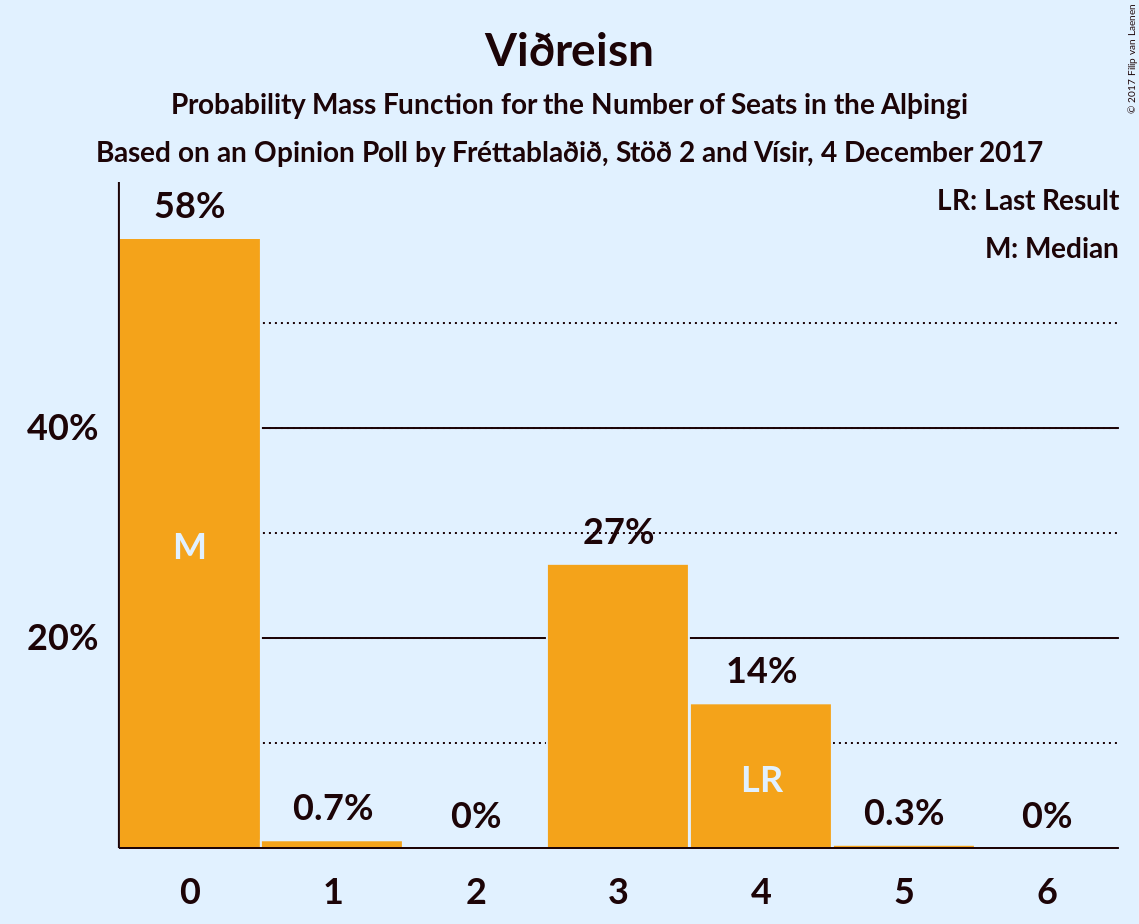 Viðreisn
Probability Mass Function for the Number of Seats in the Alþingi
Based on an Opinion Poll by Fréttablaðið, Stöð 2 and Vísir, 4 December 2017
© 2017 Filip van Laenen
LR: Last Result
M: Median
58%
40%
20%
M
0.7%
0%
27%
14%
LR
0.3%
0%
0 1 2 3 4 5 6